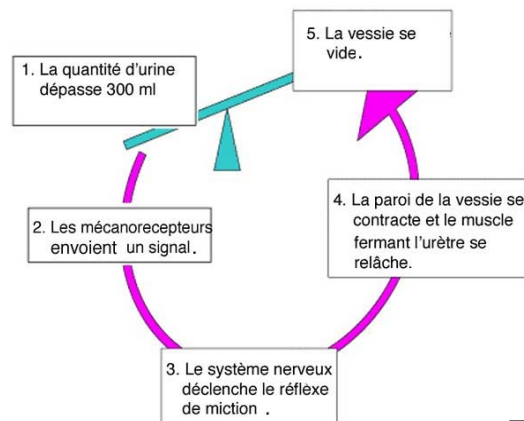 1. La quantité d'urine
dépasse 300 ml
2. Les mécanorecepteurs
envoient un signal.
3. Le système nerveux
déclenche le réflèxe
de miction .
4. La paroi de la vessie se
contracte et le muscle
fermant l'urètre se
relâche.
5. La vessie se
vide.